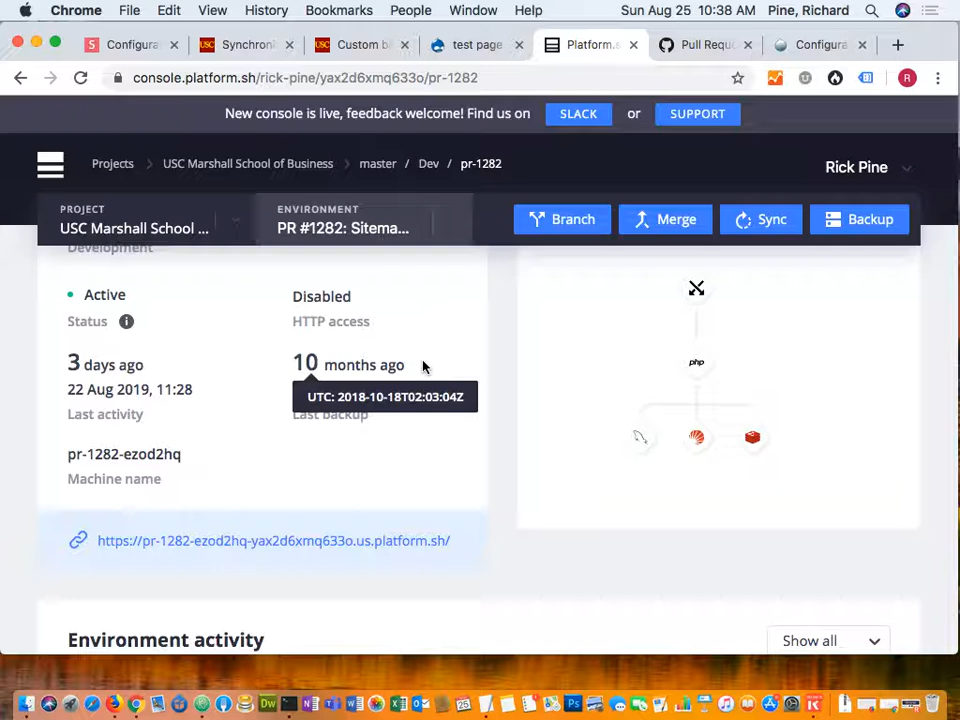 Chrome File Edit View History Bookmarks People Window Help Sun Aug 25 10:38 AM Pine, Richard
Configura
Synchroni
Custom bl
test page
Platform.s
Pull Reque
Configura
console.platform.sh/rick-pine/yax2d6xmq633o/pr-1282
R
New console is live, feedback welcome! Find us on SLACK or SUPPORT
Projects USC Marshall School of Business master / Dev / pr-1282
Rick Pine
PROJECT
USC Marshall School ...
ENVIRONMENT
PR #1282: Sitema...
Branch
Merge
Sync
Backup
Development
Active
Status
Disabled
HTTP access
3 days ago
22 Aug 2019, 11:28
Last activity
10 months ago
UTC: 2018-10-18T02:03:04Z
Last backup
pr-1282-ezod2hq
Machine name
php
https://pr-1282-ezod2hq-yax2d6xmq633o.us.platform.sh/
Environment activity
Show all